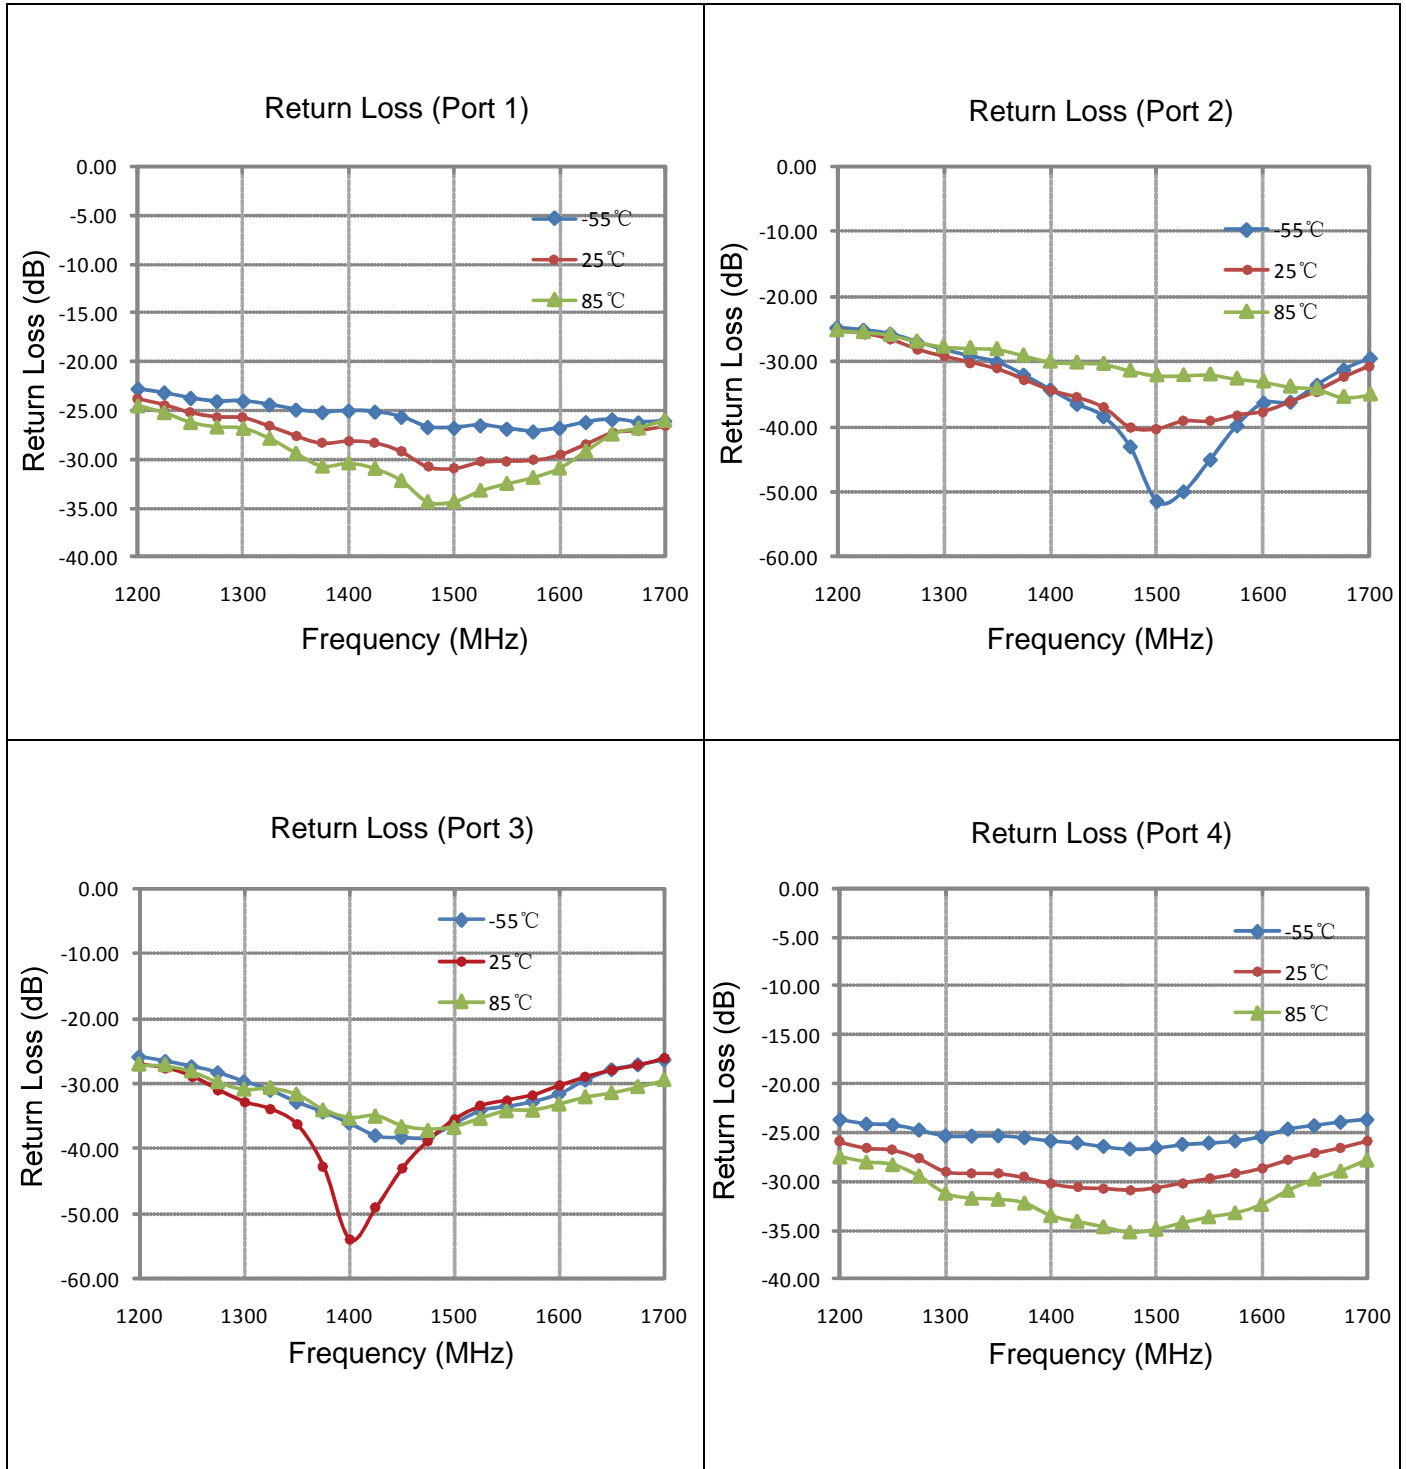 Return Loss (Port 1)
0.00
-5.00
-10.00
-15.00
-20.00
-25.00
-30.00
-35.00
-40.00
Return Loss (dB)
-55℃
25℃
85℃
1200 1300 1400 1500 1600 1700
Frequency (MHz)
Return Loss (Port 2)
0.00
-10.00
-20.00
-30.00
-40.00
-50.00
-60.00
Return Loss (dB)
-55℃
25℃
85℃
1200 1300 1400 1500 1600 1700
Frequency (MHz)
Return Loss (Port 3)
0.00
-10.00
-20.00
-30.00
-40.00
-50.00
-60.00
Return Loss (dB)
-55℃
25℃
85℃
1200 1300 1400 1500 1600 1700
Frequency (MHz)
Return Loss (Port 4)
0.00
-5.00
-10.00
-15.00
-20.00
-25.00
-30.00
-35.00
-40.00
Return Loss (dB)
-55℃
25℃
85℃
1200 1300 1400 1500 1600 1700
Frequency (MHz)